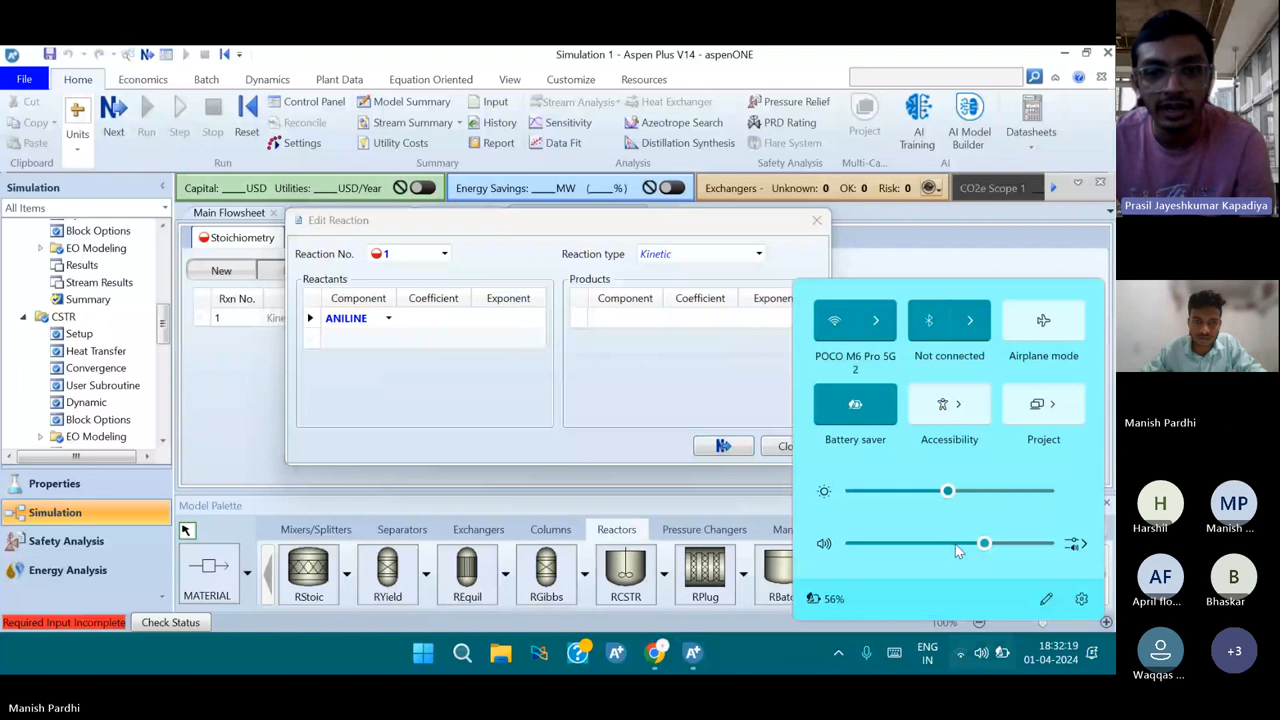 Simulation 1 - Aspen Plus V14 - aspenONE
File Home Economics Batch Dynamics Plant Data Equation Oriented View Customize Resources
Cut
Copy
Paste
Clipboard
Units
Next Run Step Stop Reset
Control Panel
Reconcile
Settings
Run
Model Summary Input
Stream Summary History
Utility Costs Report
Summary
Stream Analysis Heat Exchanger
Sensitivity Azeotrope Search
Data Fit Distillation Synthesis
Analysis
Pressure Relief
PRD Rating
Flare System
Safety Analysis
Project
Multi-Ca...
AI Training
AI Model Builder
AI
Datasheets
Simulation
All Items
Capital: ____USD Utilities: ____USD/Year
Energy Savings: ____MW (____%)
Exchangers - Unknown: 0 OK: 0 Risk: 0
CO2e Scope 1
Block Options
EO Modeling
Results
Stream Results
Summary
CSTR
Setup
Heat Transfer
Convergence
User Subroutine
Dynamic
Block Options
EO Modeling
Properties
Simulation
Safety Analysis
Energy Analysis
Required Input Incomplete Check Status
Main Flowsheet
Stoichiometry
New
Rxn No.
1 Kine
Edit Reaction
Reaction No. 1 Reaction type Kinetic
Reactants Products
Component Coefficient Exponent Component Coefficient Exponen
ANILINE
Clo
Model Palette
Mixers/Splitters Separators Exchangers Columns Reactors Pressure Changers Man
MATERIAL RStoic RYield REquil RGibbs RCSTR RPlug RBat
100%
POCO M6 Pro 5G 2
Not connected
Airplane mode
Battery saver
Accessibility
Project
56%
ENG
IN
18:32:19
01-04-2024
Prasil Jayeshkumar Kapadiya
Manish Pardhi
H MP
Harshil Manish ...
AF B
April flo... Bhaskar
+3
Waqqas ...
Manish Pardhi